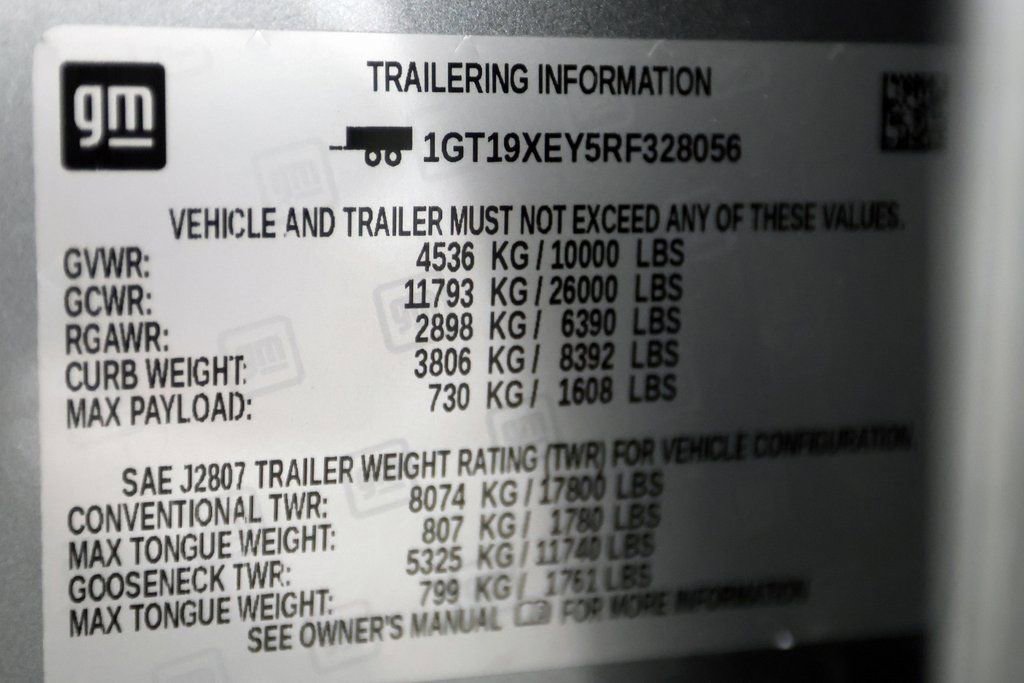 gm
TRAILERING INFORMATION
1GT19XEY5RF328056
VEHICLE AND TRAILER MUST NOT EXCEED ANY OF THESE VALUES.
GVWR: 4536 KG / 10000 LBS
GCWR: 11793 KG / 26000 LBS
RGAWR: 2898 KG / 6390 LBS
CURB WEIGHT: 3806 KG / 8392 LBS
MAX PAYLOAD: 730 KG / 1608 LBS
SAE J2807 TRAILER WEIGHT RATING (TWR) FOR VEHICLE CONFIGURATION.
CONVENTIONAL TWR: 8074 KG / 17800 LBS
MAX TONGUE WEIGHT: 807 KG / 1780 LBS
GOOSENECK TWR: 5325 KG / 11740 LBS
MAX TONGUE WEIGHT: 799 KG / 1761 LBS
SEE OWNER'S MANUAL FOR MORE INFORMATION